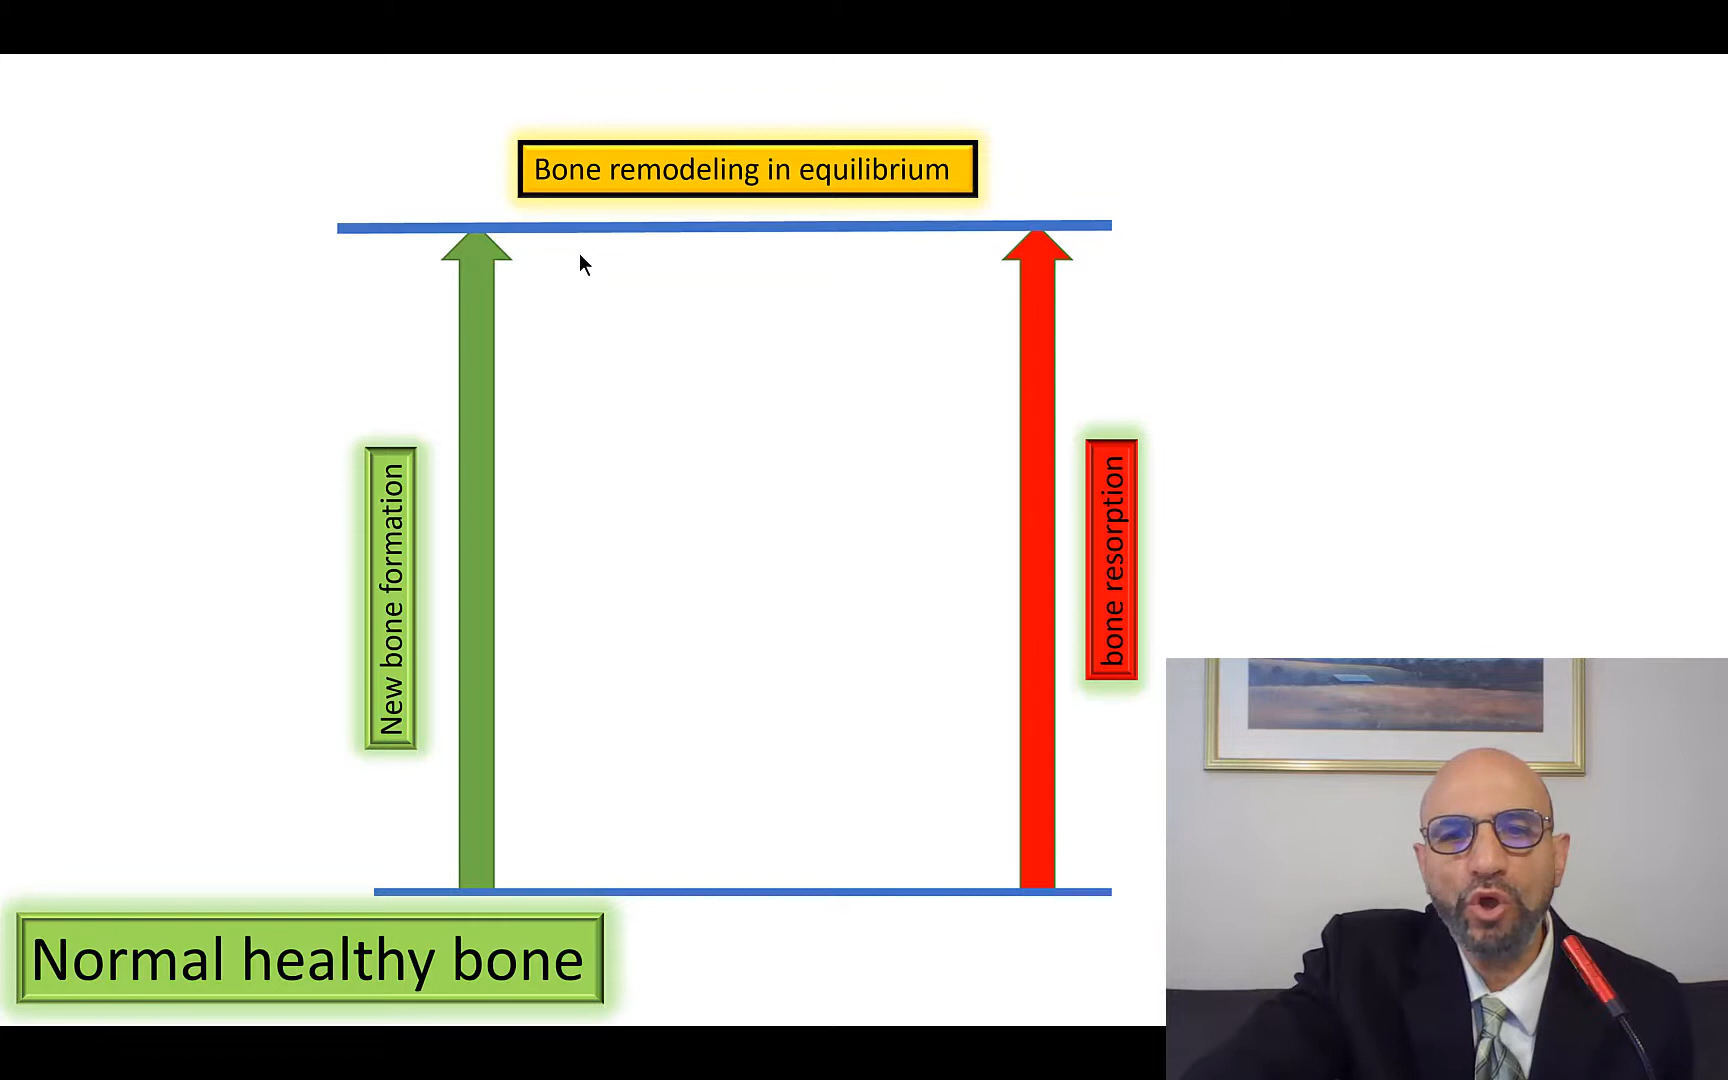 Bone remodeling in equilibrium
New bone formation
bone resorption
Normal healthy bone